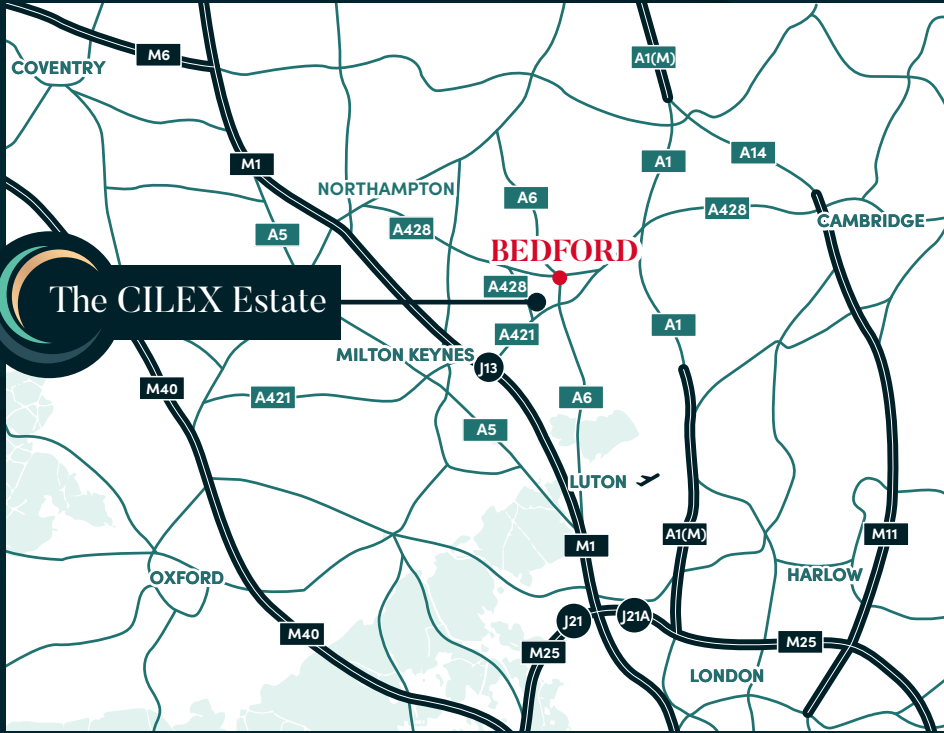 M6
A1(M)
COVENTRY
A14
M1
A1
NORTHAMPTON
A6
A428
A428
CAMBRIDGE
A5
BEDFORD
A428
The CILEX Estate
A1
A421
MILTON KEYNES
J13
M40
A421
A6
A5
LUTON
A1(M)
M11
M1
OXFORD
HARLOW
J21
J21A
M40
M25
M25
LONDON